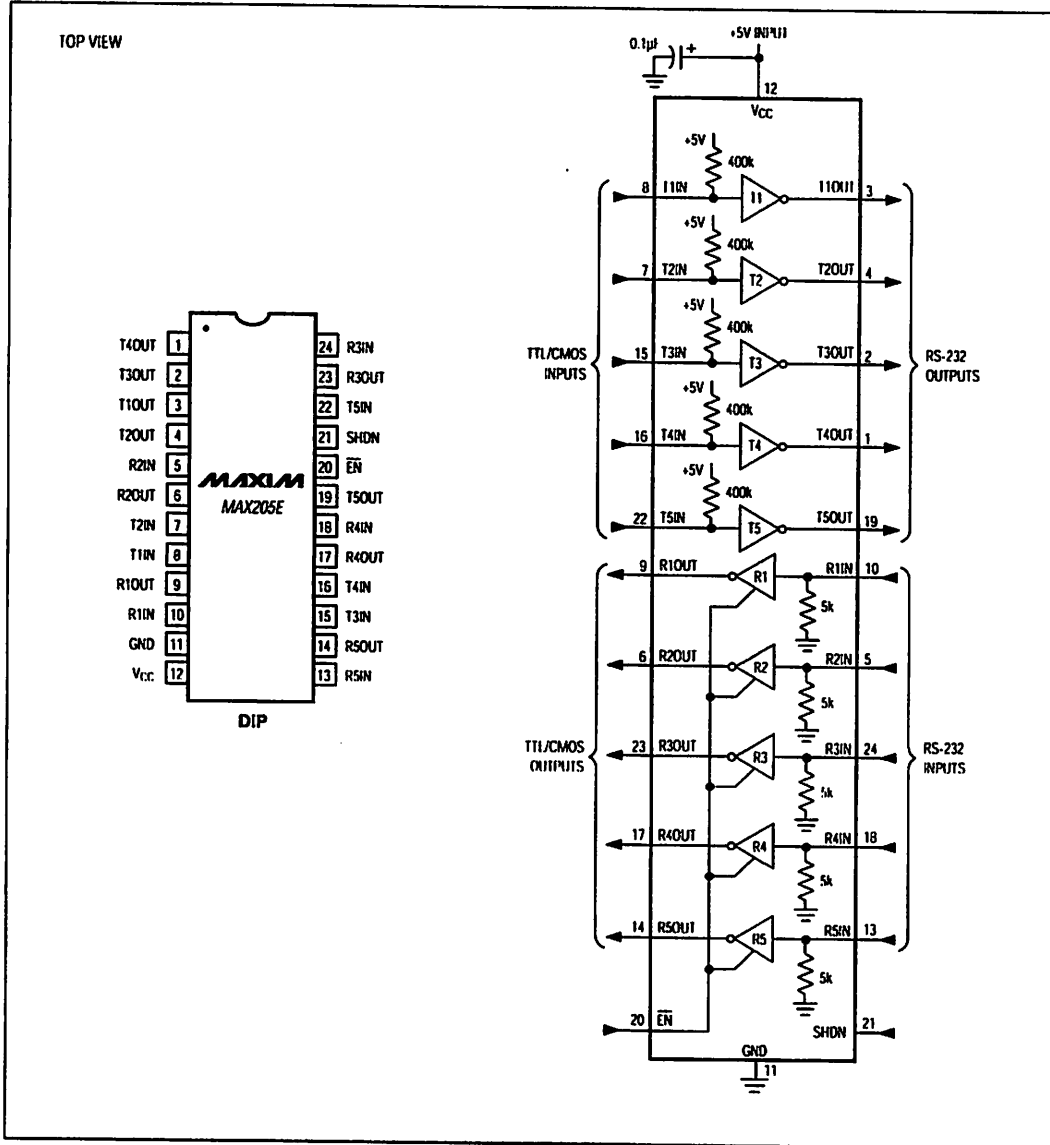 TOP VIEW
T4OUT 1
T3OUT 2
T1OUT 3
T2OUT 4
R2IN 5
R2OUT 6
T2IN 7
T1IN 8
R1OUT 9
R1IN 10
GND 11
VCC 12
24 R3IN
23 R3OUT
22 T5IN
21 SHDN
20 EN
19 T5OUT
18 R4IN
17 R4OUT
16 T4IN
15 T3IN
14 R5OUT
13 R5IN
MAXIM
MAX205E
DIP
+5V INPUT
0.1µF +
12
VCC
+5V
400k
8 T1IN T1 T1OUT 3
+5V
400k
7 T2IN T2 T2OUT 4
+5V
400k
15 T3IN T3 T3OUT 2
+5V
400k
16 T4IN T4 T4OUT 1
+5V
400k
22 T5IN T5 T5OUT 19
TTL/CMOS
INPUTS
RS-232
OUTPUTS
9 R1OUT R1 R1IN 10
5k
6 R2OUT R2 R2IN 5
5k
23 R3OUT R3 R3IN 24
5k
17 R4OUT R4 R4IN 18
5k
14 R5OUT R5 R5IN 13
5k
TTL/CMOS
OUTPUTS
RS-232
INPUTS
20 EN
SHDN 21
GND
11